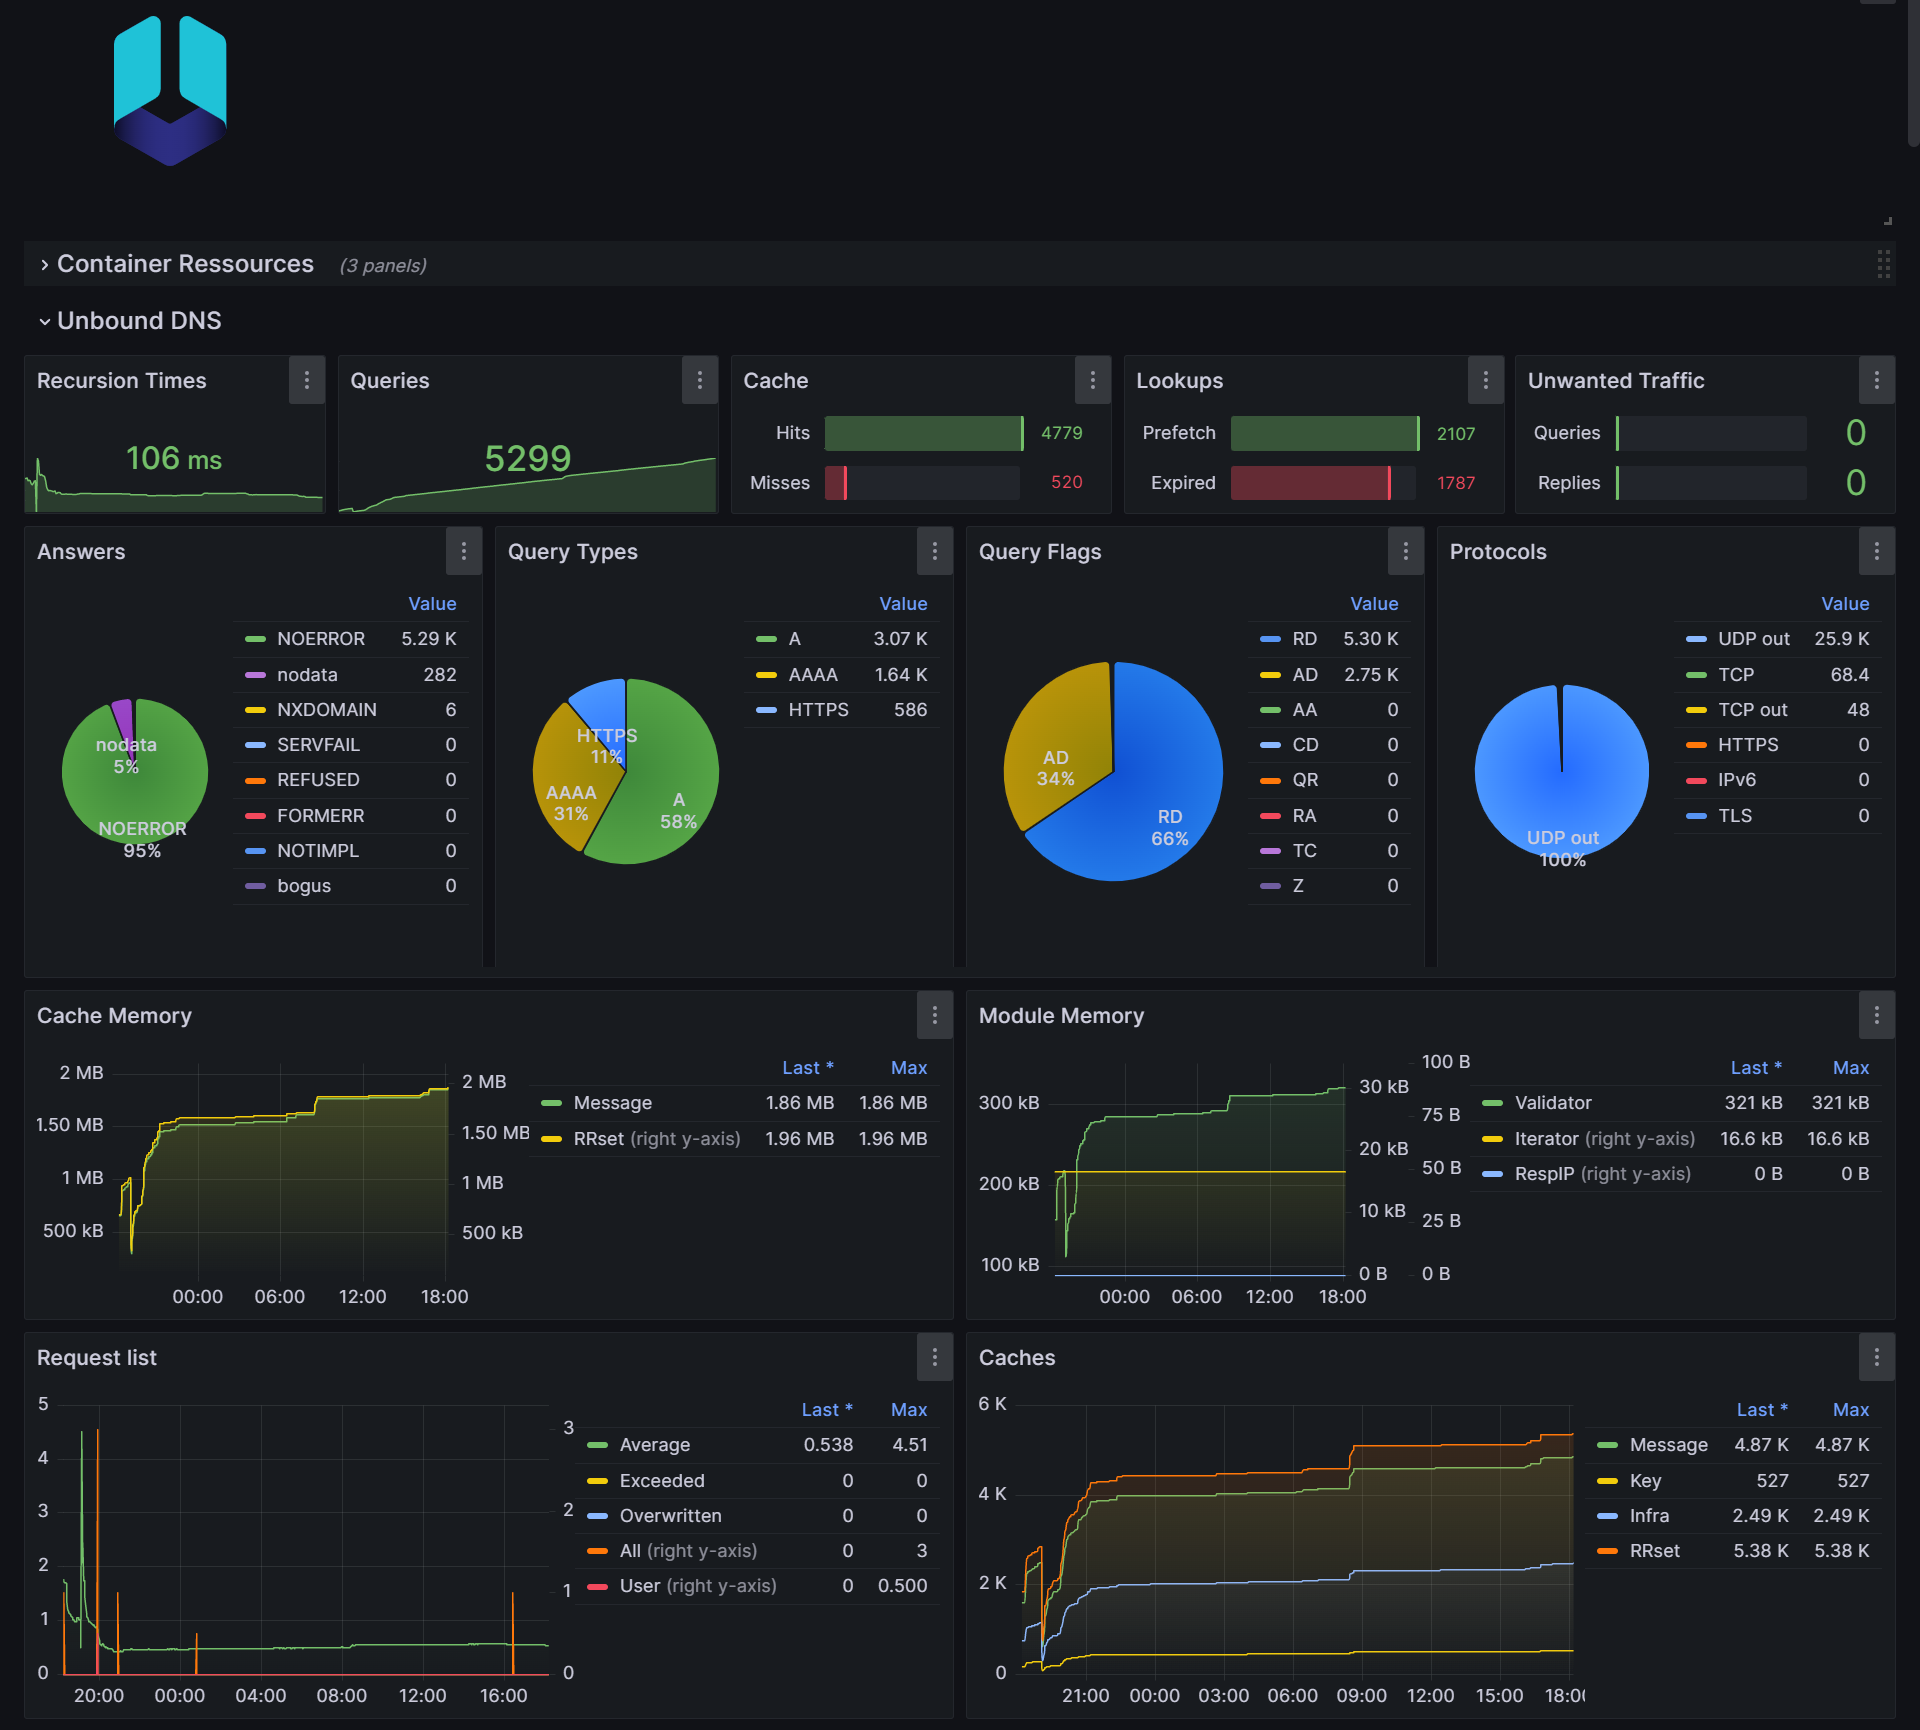 Container Ressources (3 panels)
Unbound DNS
Recursion Times
106 ms
Queries
5299
Cache
Hits 4779
Misses 520
Lookups
Prefetch 2107
Expired 1787
Unwanted Traffic
Queries 0
Replies 0
Answers
Value
NOERROR 5.29 K
nodata 282
NXDOMAIN 6
SERVFAIL 0
REFUSED 0
FORMERR 0
NOTIMPL 0
bogus 0
nodata
5%
NOERROR
95%
Query Types
Value
A 3.07 K
AAAA 1.64 K
HTTPS 586
HTTPS
11%
AAAA
31%
A
58%
Query Flags
Value
RD 5.30 K
AD 2.75 K
AA 0
CD 0
QR 0
RA 0
TC 0
Z 0
AD
34%
RD
66%
Protocols
Value
UDP out 25.9 K
TCP 68.4
TCP out 48
HTTPS 0
IPv6 0
TLS 0
UDP out
100%
Cache Memory
2 MB
1.50 MB
1 MB
500 kB
2 MB
1.50 MB
1 MB
500 kB
00:00 06:00 12:00 18:00
Last * Max
Message 1.86 MB 1.86 MB
RRset (right y-axis) 1.96 MB 1.96 MB
Module Memory
300 kB
200 kB
100 kB
30 kB
20 kB
10 kB
0 B
100 B
75 B
50 B
25 B
0 B
00:00 06:00 12:00 18:00
Last * Max
Validator 321 kB 321 kB
Iterator (right y-axis) 16.6 kB 16.6 kB
RespIP (right y-axis) 0 B 0 B
Request list
5
4
3
2
1
0
3
2
1
0
20:00 00:00 04:00 08:00 12:00 16:00
Last * Max
Average 0.538 4.51
Exceeded 0 0
Overwritten 0 0
All (right y-axis) 0 3
User (right y-axis) 0 0.500
Caches
6 K
4 K
2 K
0
21:00 00:00 03:00 06:00 09:00 12:00 15:00 18:00
Last * Max
Message 4.87 K 4.87 K
Key 527 527
Infra 2.49 K 2.49 K
RRset 5.38 K 5.38 K